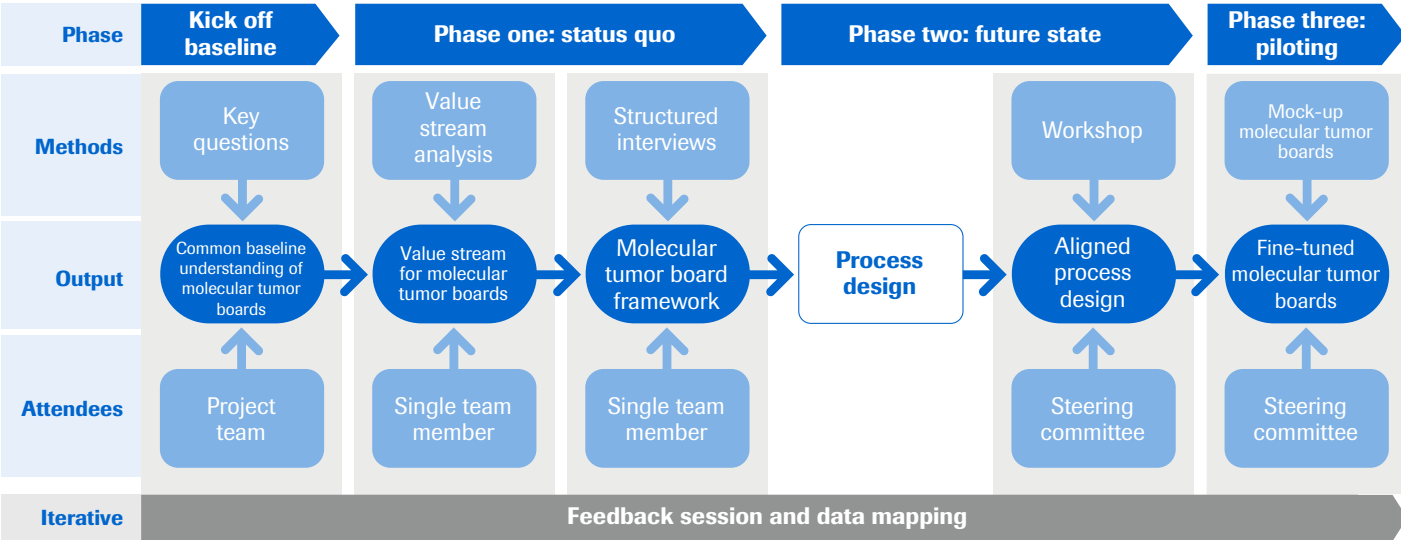 Phase
Kick off
baseline
Phase one: status quo
Phase two: future state
Phase three:
piloting
Methods
Key
questions
Value
stream
analysis
Structured
interviews
Workshop
Mock-up
molecular tumor
boards
Output
Common baseline
understanding of
molecular tumor
boards
Value stream
for molecular
tumor boards
Molecular
tumor board
framework
Process
design
Aligned
process
design
Fine-tuned
molecular tumor
boards
Attendees
Project
team
Single team
member
Single team
member
Steering
committee
Steering
committee
Iterative
Feedback session and data mapping